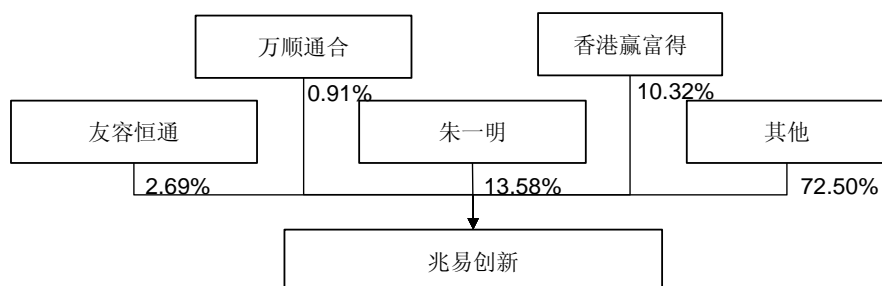 万顺通合
香港赢富得
0.91%
10.32%
友容恒通
朱一明
其他
2.69%
13.58%
72.50%
兆易创新